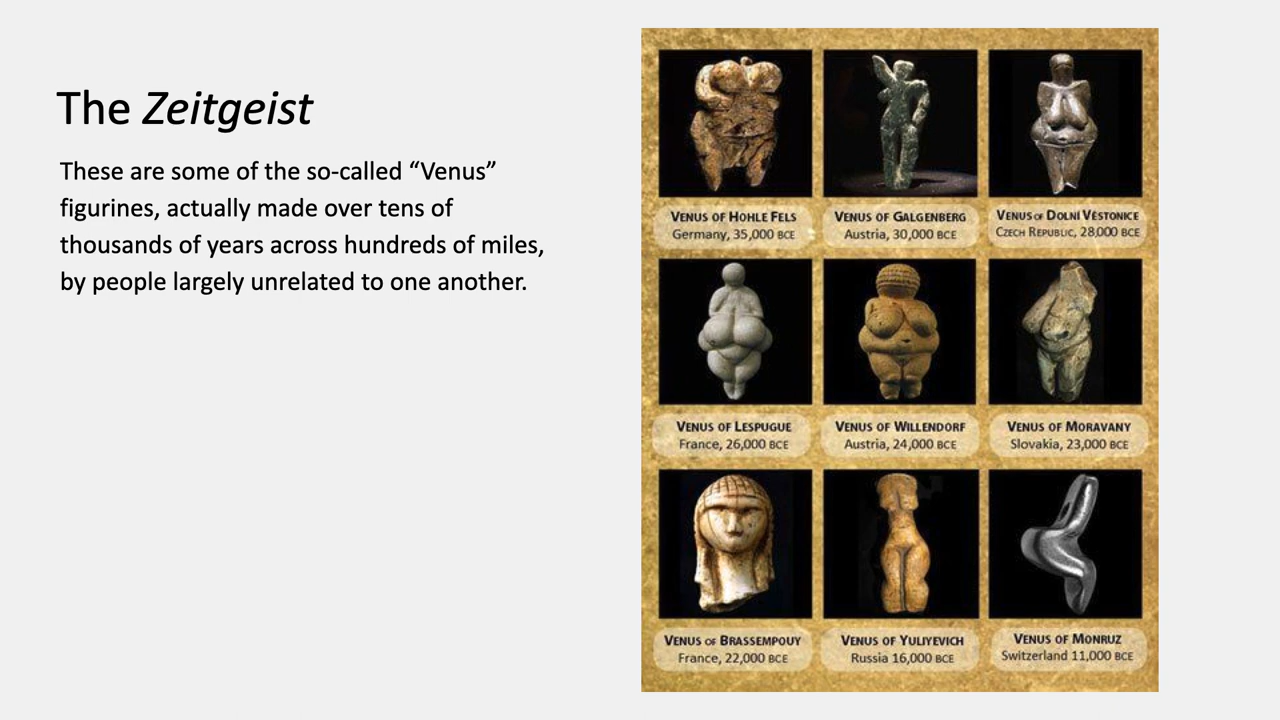 The Zeitgeist
These are some of the so-called “Venus”
figurines, actually made over tens of
thousands of years across hundreds of miles,
by people largely unrelated to one another.
VENUS OF HOHLE FELS
Germany, 35,000 BCE
VENUS OF GALGENBERG
Austria, 30,000 BCE
VENUS OF DOLNÍ VĚSTONICE
CZECH REPUBLIC, 28,000 BCE
VENUS OF LESPUGUE
France, 26,000 BCE
VENUS OF WILLENDORF
Austria, 24,000 BCE
VENUS OF MORAVANY
Slovakia, 23,000 BCE
VENUS OF BRASSEMPOUY
France, 22,000 BCE
VENUS OF YULIYEVICH
Russia 16,000 BCE
VENUS OF MONRUZ
Switzerland 11,000 BCE